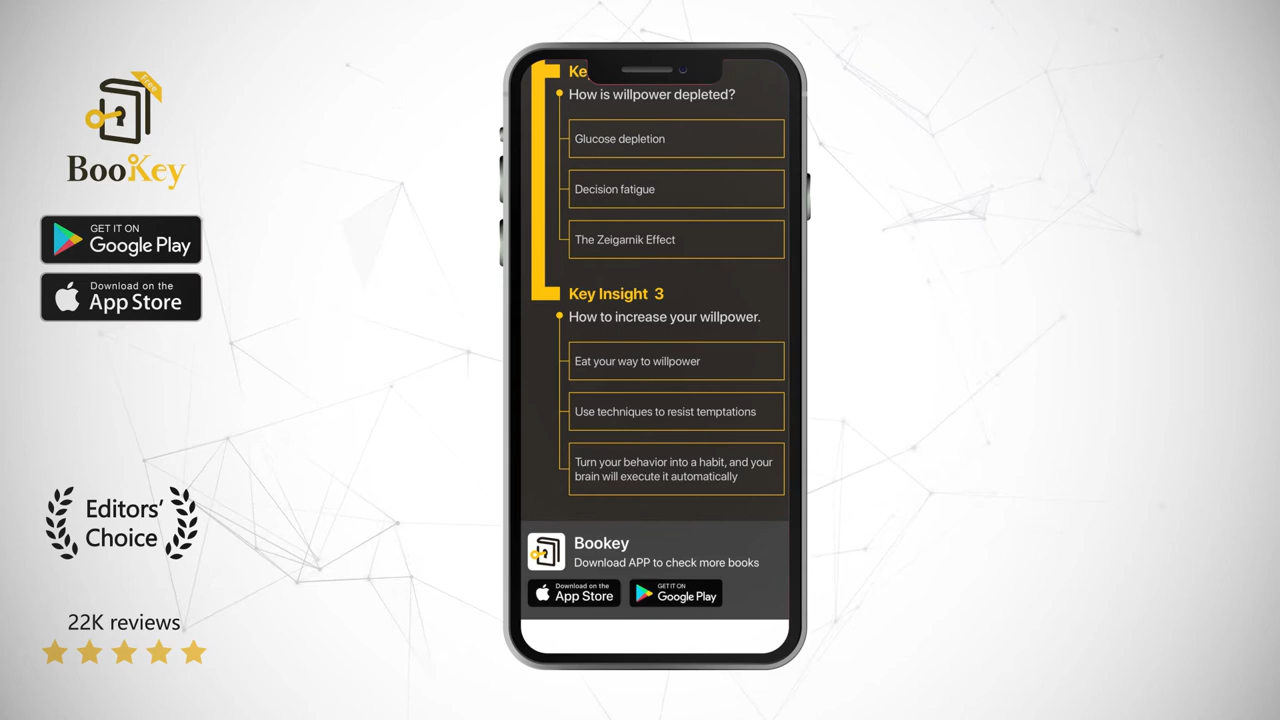 Free
BooKey
GET IT ON
Google Play
Download on the
App Store
Editors'
Choice
22K reviews
How is willpower depleted?
Glucose depletion
Decision fatigue
The Zeigarnik Effect
Key Insight 3
How to increase your willpower.
Eat your way to willpower
Use techniques to resist temptations
Turn your behavior into a habit, and your
brain will execute it automatically
Bookey
Download APP to check more books
Download on the
App Store
GET IT ON
Google Play